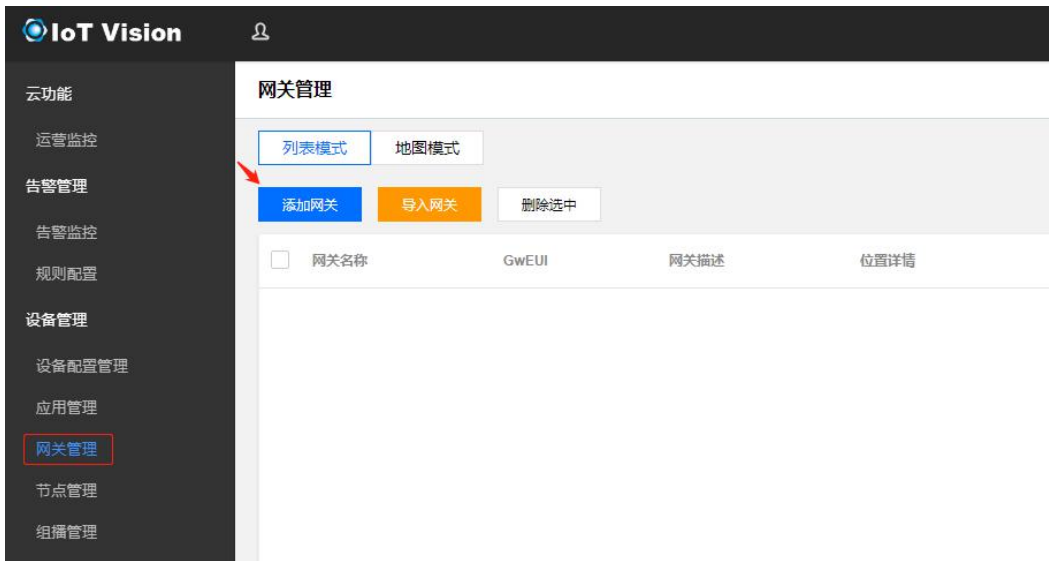 IoT Vision
云功能
运营监控
告警管理
告警监控
规则配置
设备管理
设备配置管理
应用管理
网关管理
节点管理
组播管理
网关管理
列表模式 地图模式
添加网关 导入网关 删除选中
网关名称 GwEUI 网关描述 位置详情